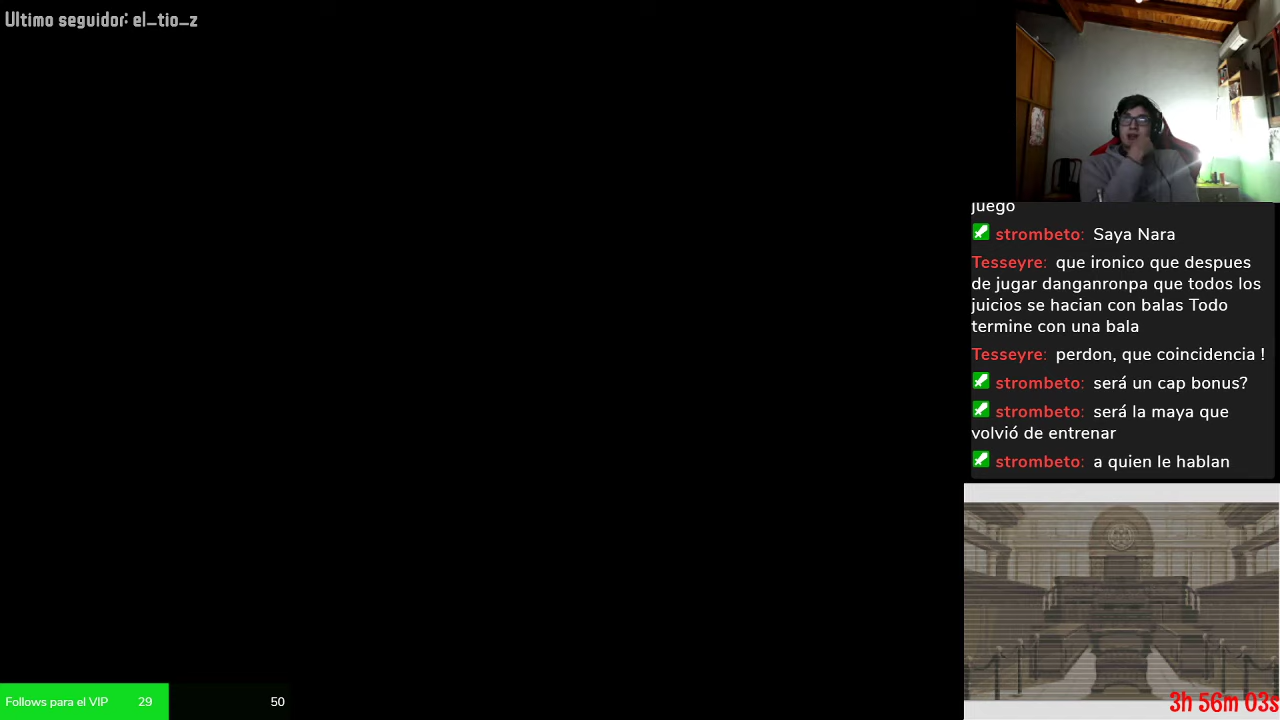 Ultimo seguidor: el_tio_z
juego
strombeto: Saya Nara
Tesseyre: que ironico que despues
de jugar danganronpa que todos los
juicios se hacian con balas Todo
termine con una bala
Tesseyre: perdon, que coincidencia !
strombeto: será un cap bonus?
strombeto: será la maya que
volvió de entrenar
strombeto: a quien le hablan
Follows para el VIP 29 50
3h 56m 03s